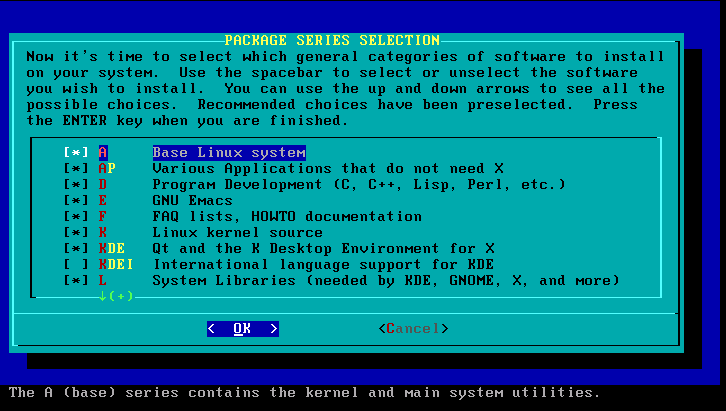 PACKAGE SERIES SELECTION
Now it's time to select which general categories of software to install
on your system.  Use the spacebar to select or unselect the software
you wish to install.  You can use the up and down arrows to see all the
possible choices.  Recommended choices have been preselected.  Press
the ENTER key when you are finished.
[*] A     Base Linux system
[*] AP    Various Applications that do not need X
[*] D     Program Development (C, C++, Lisp, Perl, etc.)
[*] E     GNU Emacs
[*] F     FAQ lists, HOWTO documentation
[*] K     Linux kernel source
[*] KDE   Qt and the K Desktop Environment for X
[ ] KDEI  International language support for KDE
[*] L     System Libraries (needed by KDE, GNOME, X, and more)
↓(+)
<  OK  >          <Cancel>
The A (base) series contains the kernel and main system utilities.